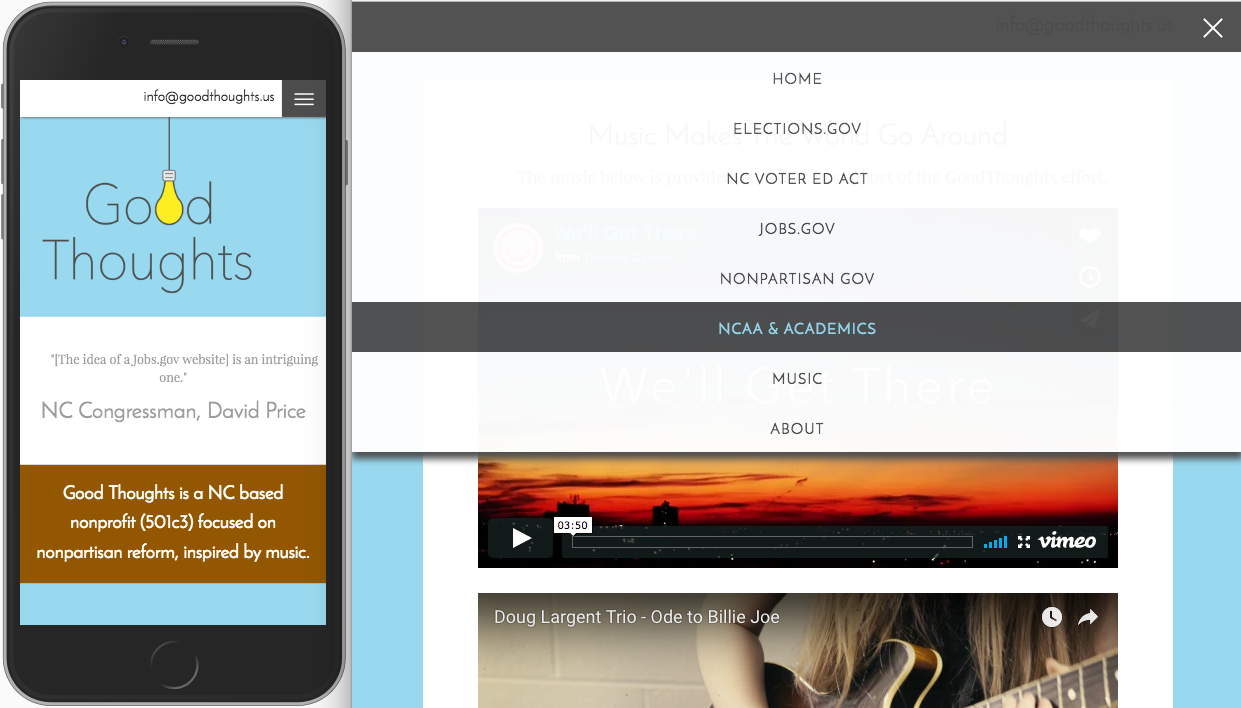 info@goodthoughts.us
Good
Thoughts
"[The idea of a Jobs.gov website] is an intriguing
one."
NC Congressman, David Price
Good Thoughts is a NC based
nonprofit (501c3) focused on
nonpartisan reform, inspired by music.
info@goodthoughts.us
HOME
ELECTIONS.GOV
Music Makes The World Go Around
NC VOTER ED ACT
The music below is provid ort of the GoodThoughts effort.
JOBS.GOV
We'll Get There
from
NONPARTISAN GOV
NCAA & ACADEMICS
MUSIC
We'll Get There
ABOUT
03:50
vimeo
Doug Largent Trio - Ode to Billie Joe